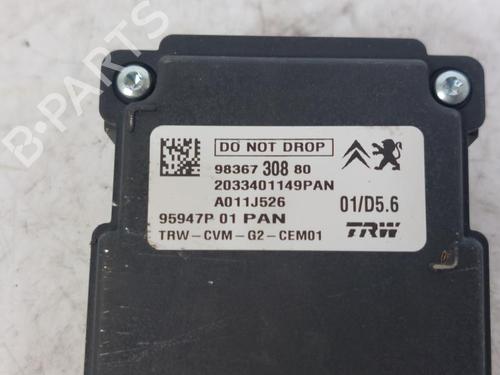 DO NOT DROP
98367 308 80
2033401149PAN
A011J526 01/D5.6
95947P 01 PAN
TRW-CVM-G2-CEM01 TRW
B-PARTS